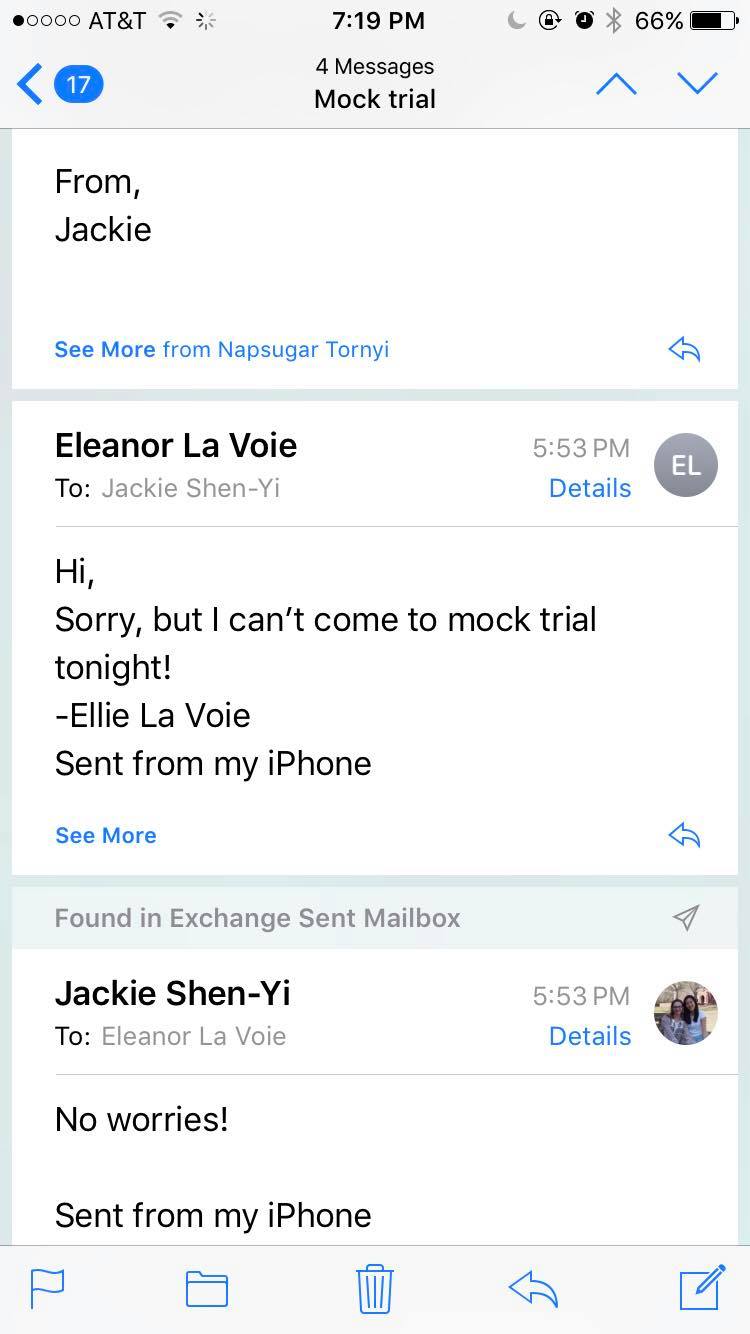 AT&T 7:19 PM 66%
17
4 Messages
Mock trial
From,
Jackie
See More from Napsugar Tornyi
Eleanor La Voie 5:53 PM
EL
To: Jackie Shen-Yi Details
Hi,
Sorry, but I can’t come to mock trial
tonight!
-Ellie La Voie
Sent from my iPhone
See More
Found in Exchange Sent Mailbox
Jackie Shen-Yi 5:53 PM
To: Eleanor La Voie Details
No worries!
Sent from my iPhone